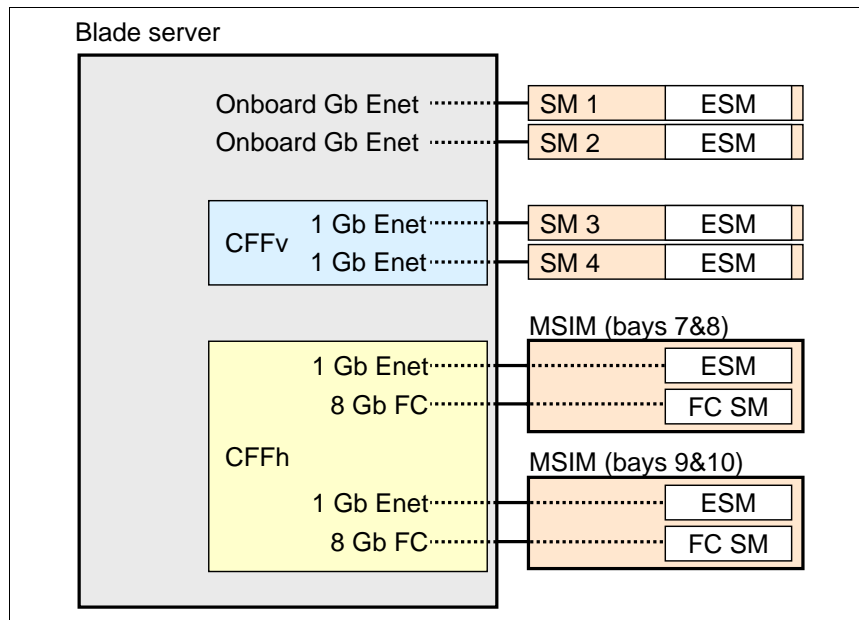 Blade server
Onboard Gb Enet SM 1 ESM
Onboard Gb Enet SM 2 ESM
CFFv
1 Gb Enet SM 3 ESM
1 Gb Enet SM 4 ESM
MSIM (bays 7&8)
1 Gb Enet ESM
8 Gb FC FC SM
CFFh
MSIM (bays 9&10)
1 Gb Enet ESM
8 Gb FC FC SM